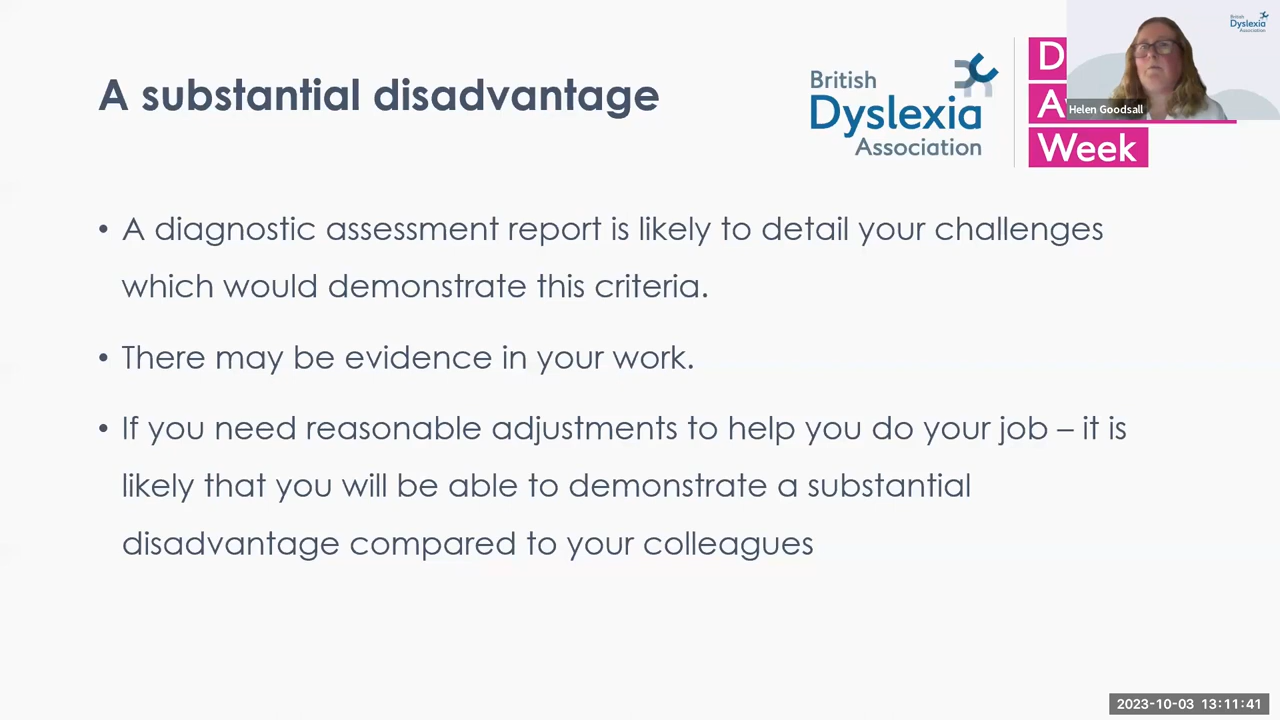 A substantial disadvantage
British
Dyslexia
Association
D
A
Week
British
Dyslexia
Association
Helen Goodsall
• A diagnostic assessment report is likely to detail your challenges
which would demonstrate this criteria.
• There may be evidence in your work.
• If you need reasonable adjustments to help you do your job – it is
likely that you will be able to demonstrate a substantial
disadvantage compared to your colleagues
2023-10-03 13:11:41